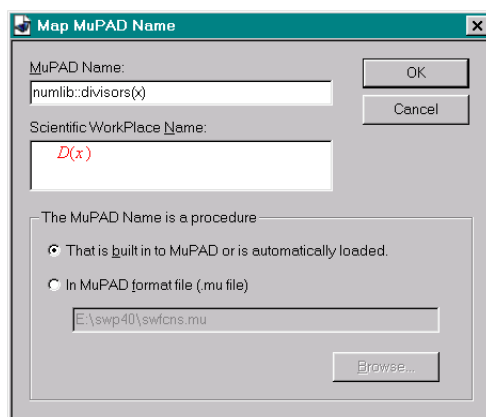 Map MuPAD Name
MuPAD Name:
OK
numlib::divisors(x)
Cancel
Scientific WorkPlace Name:
D(x)
The MuPAD Name is a procedure
That is built in to MuPAD or is automatically loaded.
In MuPAD format file (.mu file)
E:\swp40\swfcns.mu
Browse...